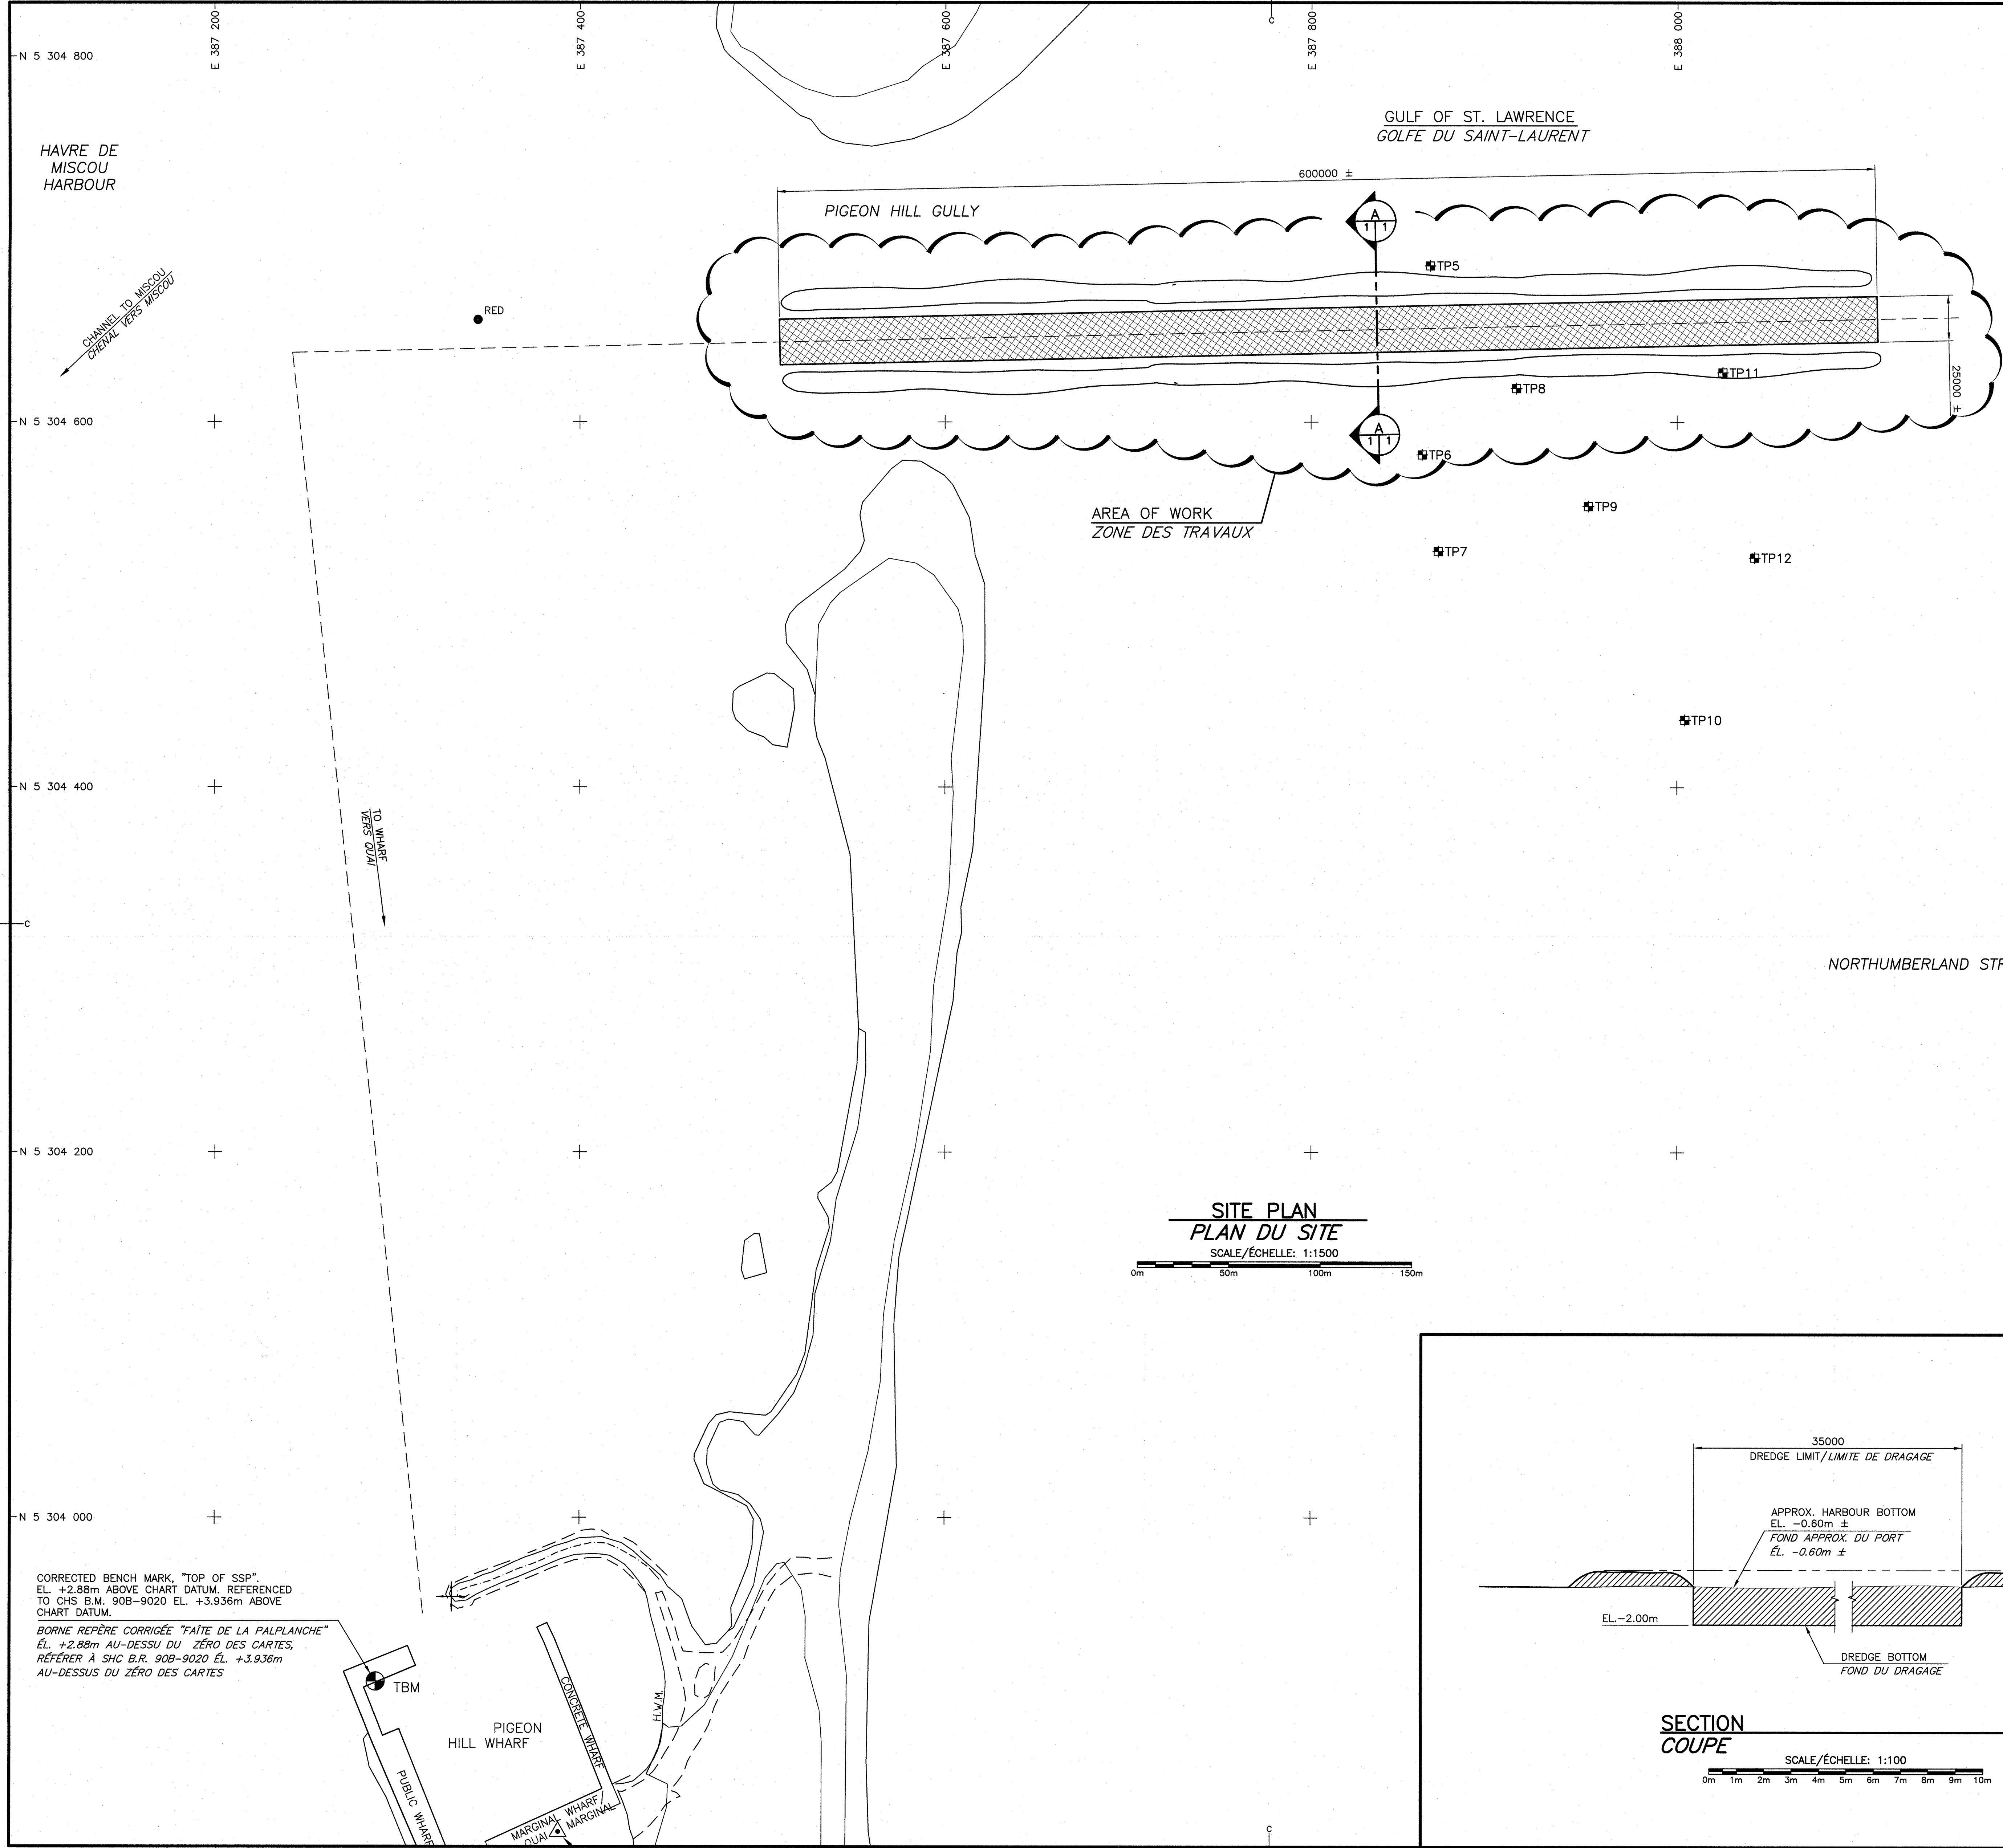 E 387 200
E 387 400
E 387 600
C
E 387 800
E 388 000
N 5 304 800
HAVRE DE
MISCOU
HARBOUR
GULF OF ST. LAWRENCE
GOLFE DU SAINT-LAURENT
600000 ±
PIGEON HILL GULLY
A
1 1
TP5
CHANNEL TO MISCOU
CHENAL VERS MISCOU
RED
TP11
TP8
25000 ±
N 5 304 600
A
1 1
TP6
AREA OF WORK
ZONE DES TRAVAUX
TP9
TP7
TP12
TP10
N 5 304 400
TO WHARF
VERS QUAI
C
NORTHUMBERLAND
N 5 304 200
SITE PLAN
PLAN DU SITE
SCALE/ÉCHELLE: 1:1500
0m 50m 100m 150m
35000
DREDGE LIMIT/LIMITE DE DRAGAGE
N 5 304 000
APPROX. HARBOUR BOTTOM
EL. -0.60m ±
FOND APPROX. DU PORT
ÉL. -0.60m ±
EL.-2.00m
DREDGE BOTTOM
FOND DU DRAGAGE
CORRECTED BENCH MARK, "TOP OF SSP".
EL. +2.88m ABOVE CHART DATUM. REFERENCED
TO CHS B.M. 90B-9020 EL. +3.936m ABOVE
CHART DATUM.
BORNE REPÈRE CORRIGÉE "FAÎTE DE LA PALPLANCHE"
ÉL. +2.88m AU-DESSU DU ZÉRO DES CARTES,
RÉFÉRER À SHC B.R. 90B-9020 ÉL. +3.936m
AU-DESSUS DU ZÉRO DES CARTES
TBM
PIGEON
HILL WHARF
CONCRETE WHARF
H.W.M.
PUBLIC WHARF
MARGINAL WHARF
QUAI MARGINAL
C
SECTION
COUPE
SCALE/ÉCHELLE: 1:100
0m 1m 2m 3m 4m 5m 6m 7m 8m 9m 10m